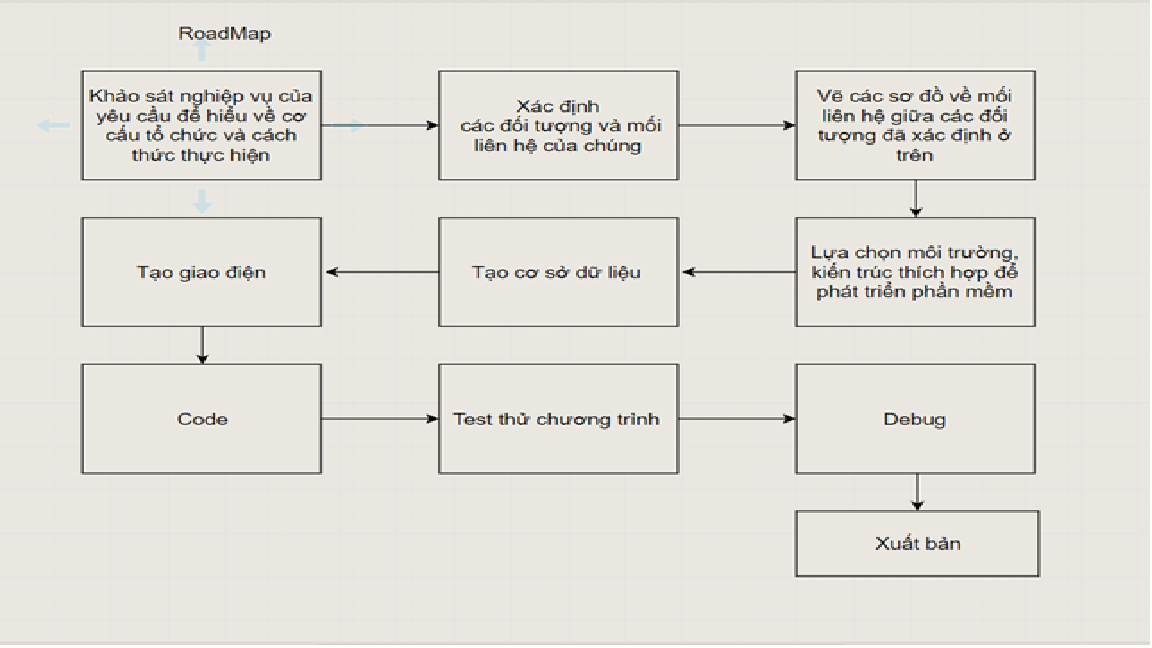 RoadMap
Khảo sát nghiệp vụ của
yêu cầu để hiểu về cơ
cấu tổ chức và cách
thức thực hiện
Xác định
các đối tượng và mối
liên hệ của chúng
Vẽ các sơ đồ về mối
liên hệ giữa các đối
tượng đã xác định ở
trên
Lựa chọn môi trường,
kiến trúc thích hợp để
phát triển phần mềm
Tạo cơ sở dữ liệu
Tạo giao điện
Code
Test thử chương trình
Debug
Xuất bản